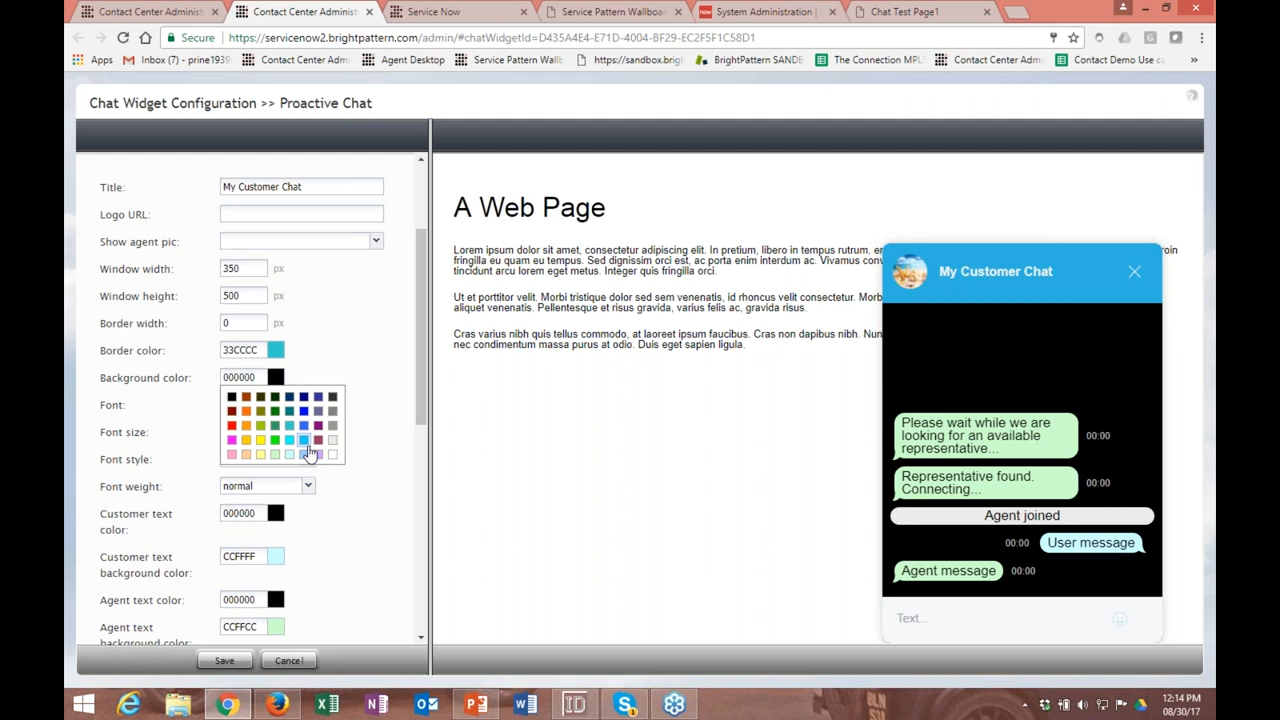 Contact Center Administ
Contact Center Administ
Service Now
Service Pattern Wallboar
System Administration |
Chat Test Page1
Secure
https://servicenow2.brightpattern.com/admin/#chatWidgetId=D435A4E4-E71D-4004-BF29-EC2F5F1C58D1
Apps
Inbox (7) - prine1939
Contact Center Adm
Agent Desktop
Service Pattern Wallb
https://sandbox.brigh
BrightPattern SANDE
The Connection MPL
Contact Center Admi
Contact Demo Use ca
»
Chat Widget Configuration >> Proactive Chat
Title:
My Customer Chat
Logo URL:
Show agent pic:
Window width:
350
px
Window height:
500
px
Border width:
0
px
Border color:
33CCCC
Background color:
000000
Font:
Font size:
Font style:
Font weight:
normal
Customer text
color:
000000
Customer text
background color:
CCFFFF
Agent text color:
000000
Agent text
background color:
CCFFCC
Save
Cancel
A Web Page
Lorem ipsum dolor sit amet, consectetur adipiscing elit. In pretium, libero in tempus rutrum,
fringilla eu quam eu tempus. Sed dignissim orci est, ac porta enim interdum ac. Vivamus
tincidunt arcu lorem eget metus. Integer quis fringilla orci.
Ut et porttitor velit. Morbi tristique dolor sed sem venenatis, id rhoncus velit consectetur. Morb
aliquet venenatis. Pellentesque et risus gravida, varius felis ac, gravida risus.
Cras varius nibh quis tellus commodo, at laoreet ipsum faucibus. Cras non dapibus nibh. Nun
nec condimentum massa purus at odio. Duis eget sapien ligula.
My Customer Chat
Please wait while we are
looking for an available
representative...
00:00
Representative found.
Connecting...
00:00
Agent joined
00:00
User message
Agent message
00:00
Text...
12:14 PM
08/30/17